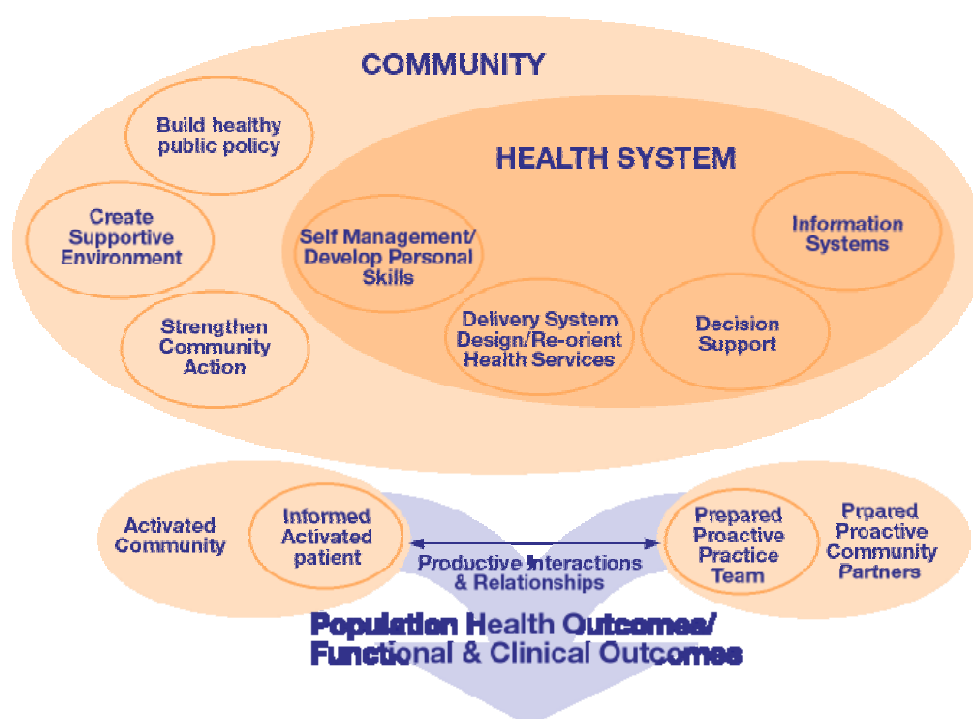 COMMUNITY
Build healthy
public policy
HEALTH SYSTEM
Create
Supportive
Environment
Self Management/
Develop Personal
Skills
Information
Systems
Strengthen
Community
Action
Delivery System
Design/Re-orient
Health Services
Decision
Support
Activated
Community
Informed
Activated
patient
Productive Interactions
& Relationships
Prepared
Proactive
Practice
Team
Prpared
Proactive
Community
Partners
Population Health Outcomes/
Functional & Clinical Outcomes